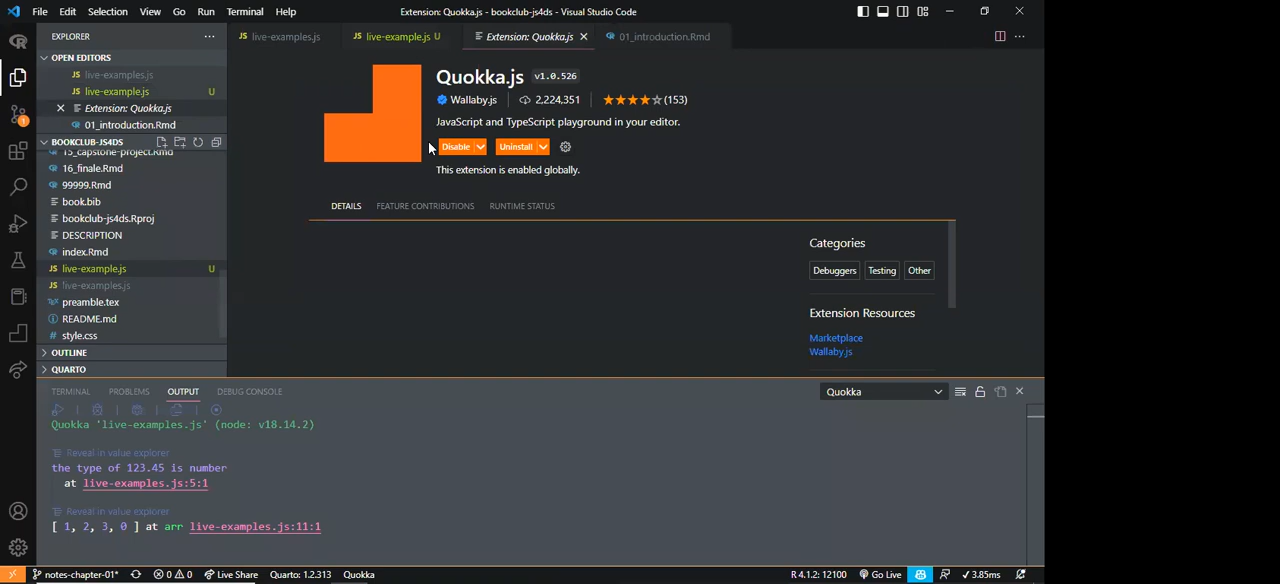 File Edit Selection View Go Run Terminal Help
Extension: Quokka.js - bookclub-js4ds - Visual Studio Code
EXPLORER
OPEN EDITORS
JS live-examples.js
JS live-example.js U
Extension: Quokka.js
01_introduction.Rmd
BOOKCLUB-JS4DS
15_capstone-project.Rmd
16_finale.Rmd
99999.Rmd
book.bib
bookclub-js4ds.Rproj
DESCRIPTION
index.Rmd
JS live-example.js U
JS live-examples.js
preamble.tex
README.md
# style.css
OUTLINE
QUARTO
JS live-examples.js
JS live-example.js U
Extension: Quokka.js
01_introduction.Rmd
Quokka.js v1.0.526
Wallaby.js 2,224,351 (153)
JavaScript and TypeScript playground in your editor.
Disable Uninstall
This extension is enabled globally.
DETAILS FEATURE CONTRIBUTIONS RUNTIME STATUS
Categories
Debuggers Testing Other
Extension Resources
Marketplace
Wallaby.js
TERMINAL PROBLEMS OUTPUT DEBUG CONSOLE
Quokka
Quokka 'live-examples.js' (node: v18.14.2)
Reveal in value explorer
the type of 123.45 is number
at live-examples.js:5:1
Reveal in value explorer
[ 1, 2, 3, 0 ] at arr live-examples.js:11:1
notes-chapter-01* 0 0 Live Share Quarto: 1.2.313 Quokka
R 4.1.2: 12100 Go Live 3.85ms